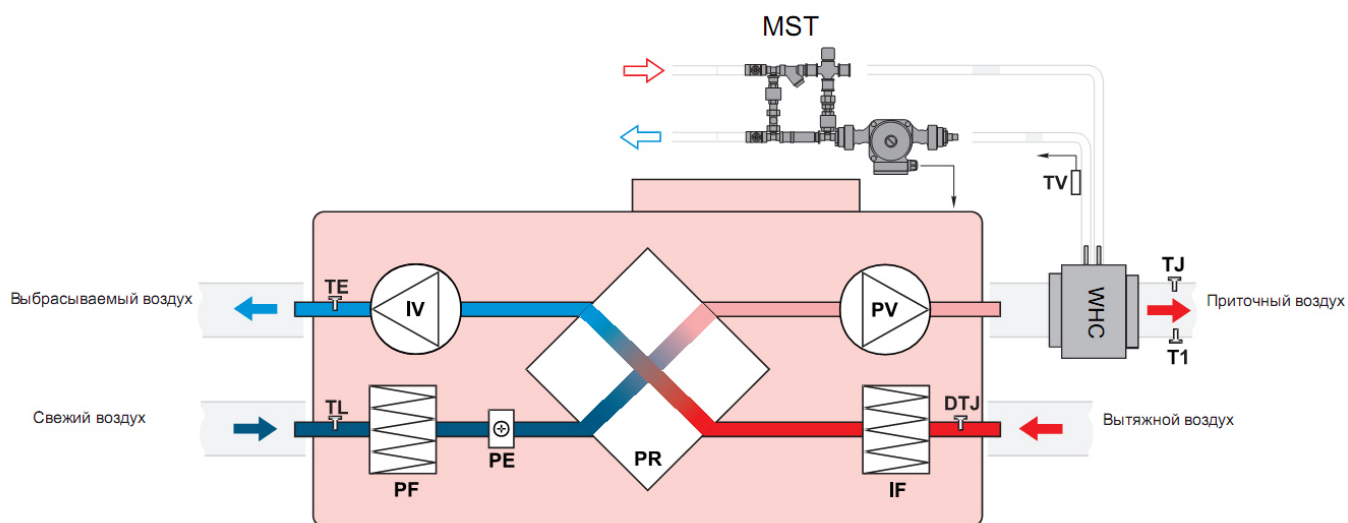 MST
TV
TJ
Выбрасываемый воздух
TE
IV
PV
WHC
Приточный воздух
T1
Свежий воздух
TL
DTJ
Вытяжной воздух
PE
PR
PF
IF